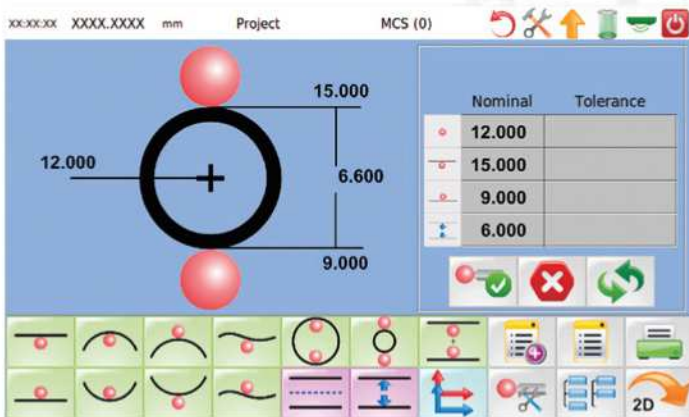 XX:XX:XX XXXX.XXXX mm Project MCS (0)
15.000
12.000
6.600
9.000
Nominal Tolerance
12.000
15.000
9.000
6.000
2D